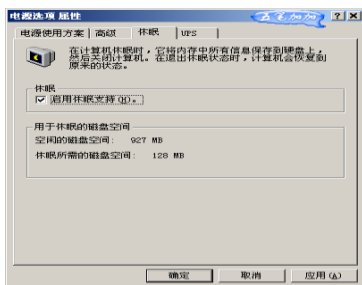 电源选项 属性
电源使用方案
高级
休眠
UPS
在计算机休眠时，它将内存中所有信息保存到硬盘上，
然后关闭计算机。在退出休眠状态时，计算机会恢复到
原来的状态。
休眠
启用休眠支持(H)。
用于休眠的磁盘空间
空闲的磁盘空间: 927 MB
休眠所需的磁盘空间: 128 MB
确定
取消
应用(A)